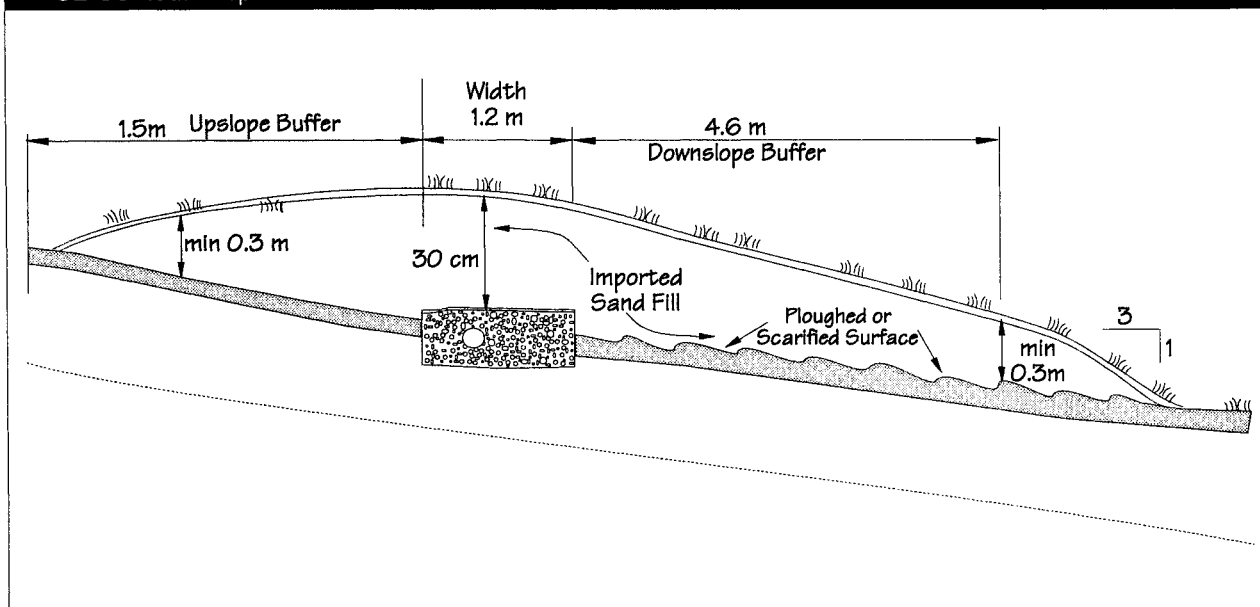 1.5m Upslope Buffer
Width
1.2 m
4.6 m
Downslope Buffer
min 0.3 m
30 cm
Imported
Sand Fill
Ploughed or
Scarified Surface
3
1
min
0.3m